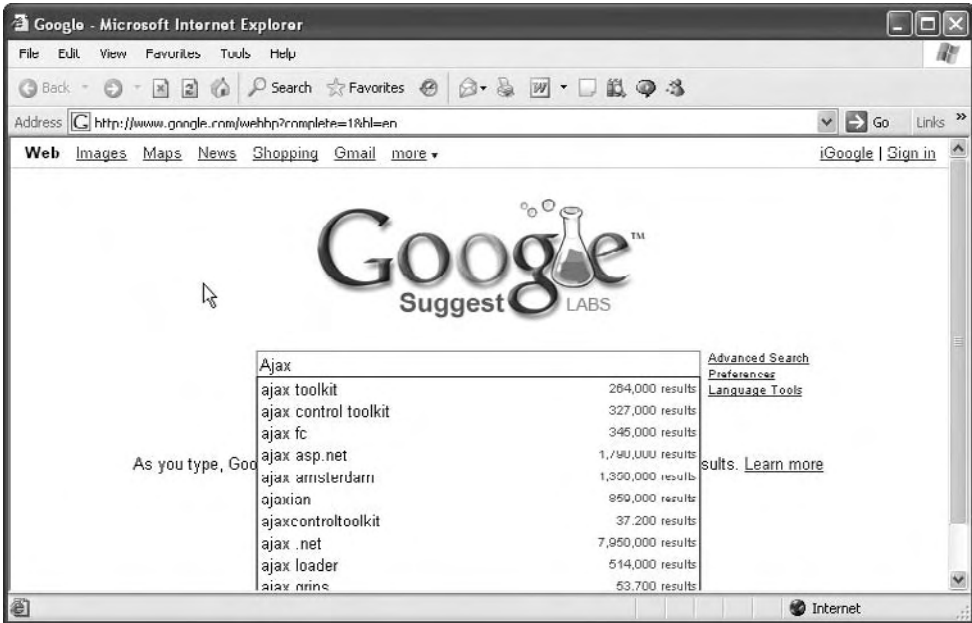 Google - Microsoft Internet Explorer
File Edit View Favorites Tools Help
Back Search Favorites
Address http://www.google.com/webhp?complete=1&hl=en Go Links »
Web Images Maps News Shopping Gmail more iGoogle | Sign in
Google™
Suggest LABS
Ajax
Advanced Search
Preferences
Language Tools
ajax toolkit 264,000 results
ajax control toolkit 327,000 results
ajax fc 345,000 results
ajax asp.net 1,790,000 results
As you type, Goo sults. Learn more
ajax amsterdam 1,350,000 results
ajaxian 959,000 results
ajaxcontroltoolkit 37,200 results
ajax .net 7,950,000 results
ajax loader 514,000 results
ajax grips 53,700 results
Internet